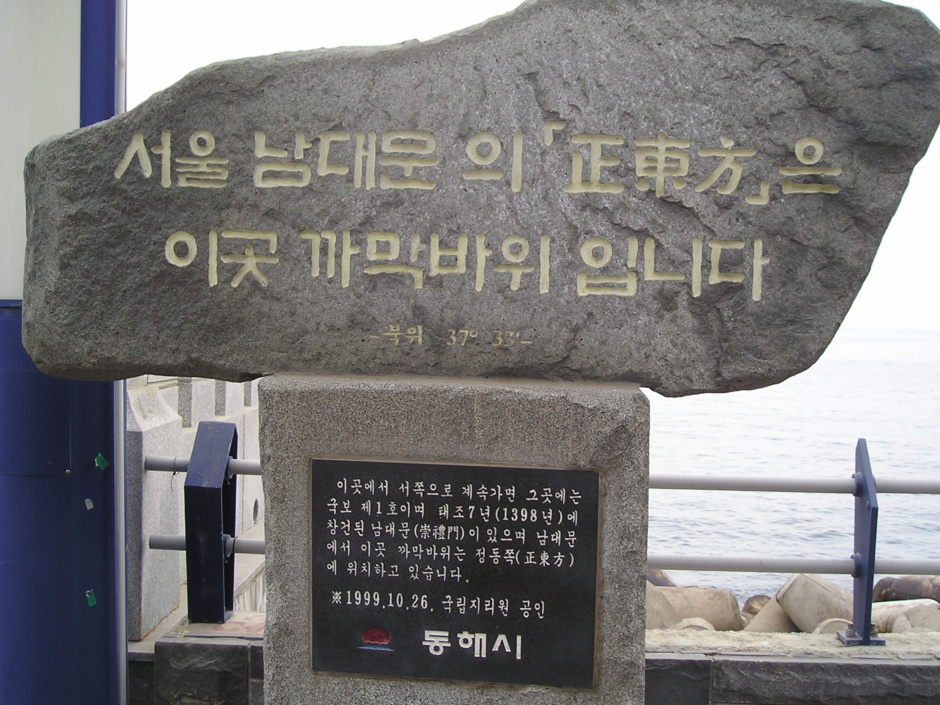 서울 남대문 의「正東方」은
이곳 까막바위 입니다
-북위 37° 33′-
이곳에서 서쪽으로 계속가면 그곳에는
국보 제1호이며 태조7년(1398년)에
창건된 남대문(崇禮門)이 있으며 남대문
에서 이곳 까막바위는 정동쪽(正東方)
에 위치하고 있습니다.
※1999.10.26. 국립지리원 공인
동해시